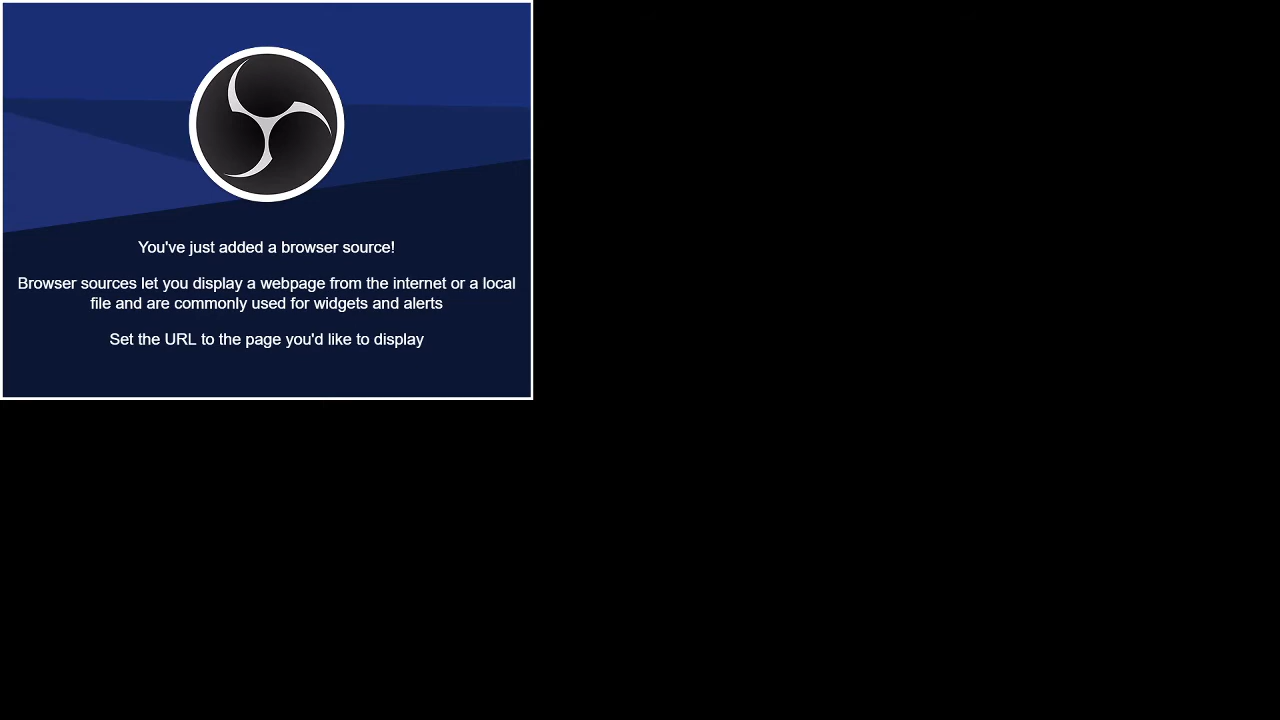 You've just added a browser source!
Browser sources let you display a webpage from the internet or a local
file and are commonly used for widgets and alerts
Set the URL to the page you'd like to display